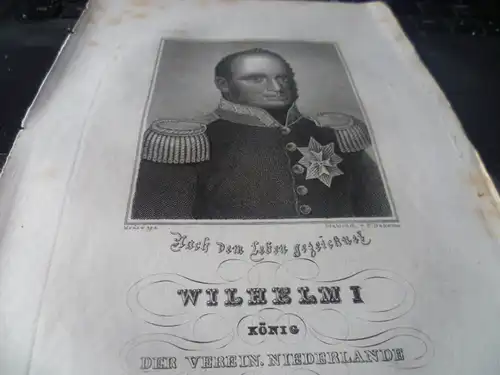 Nach dem Leben gezeichnet
WILHELM I
KÖNIG
DER VEREIN. NIEDERLANDE